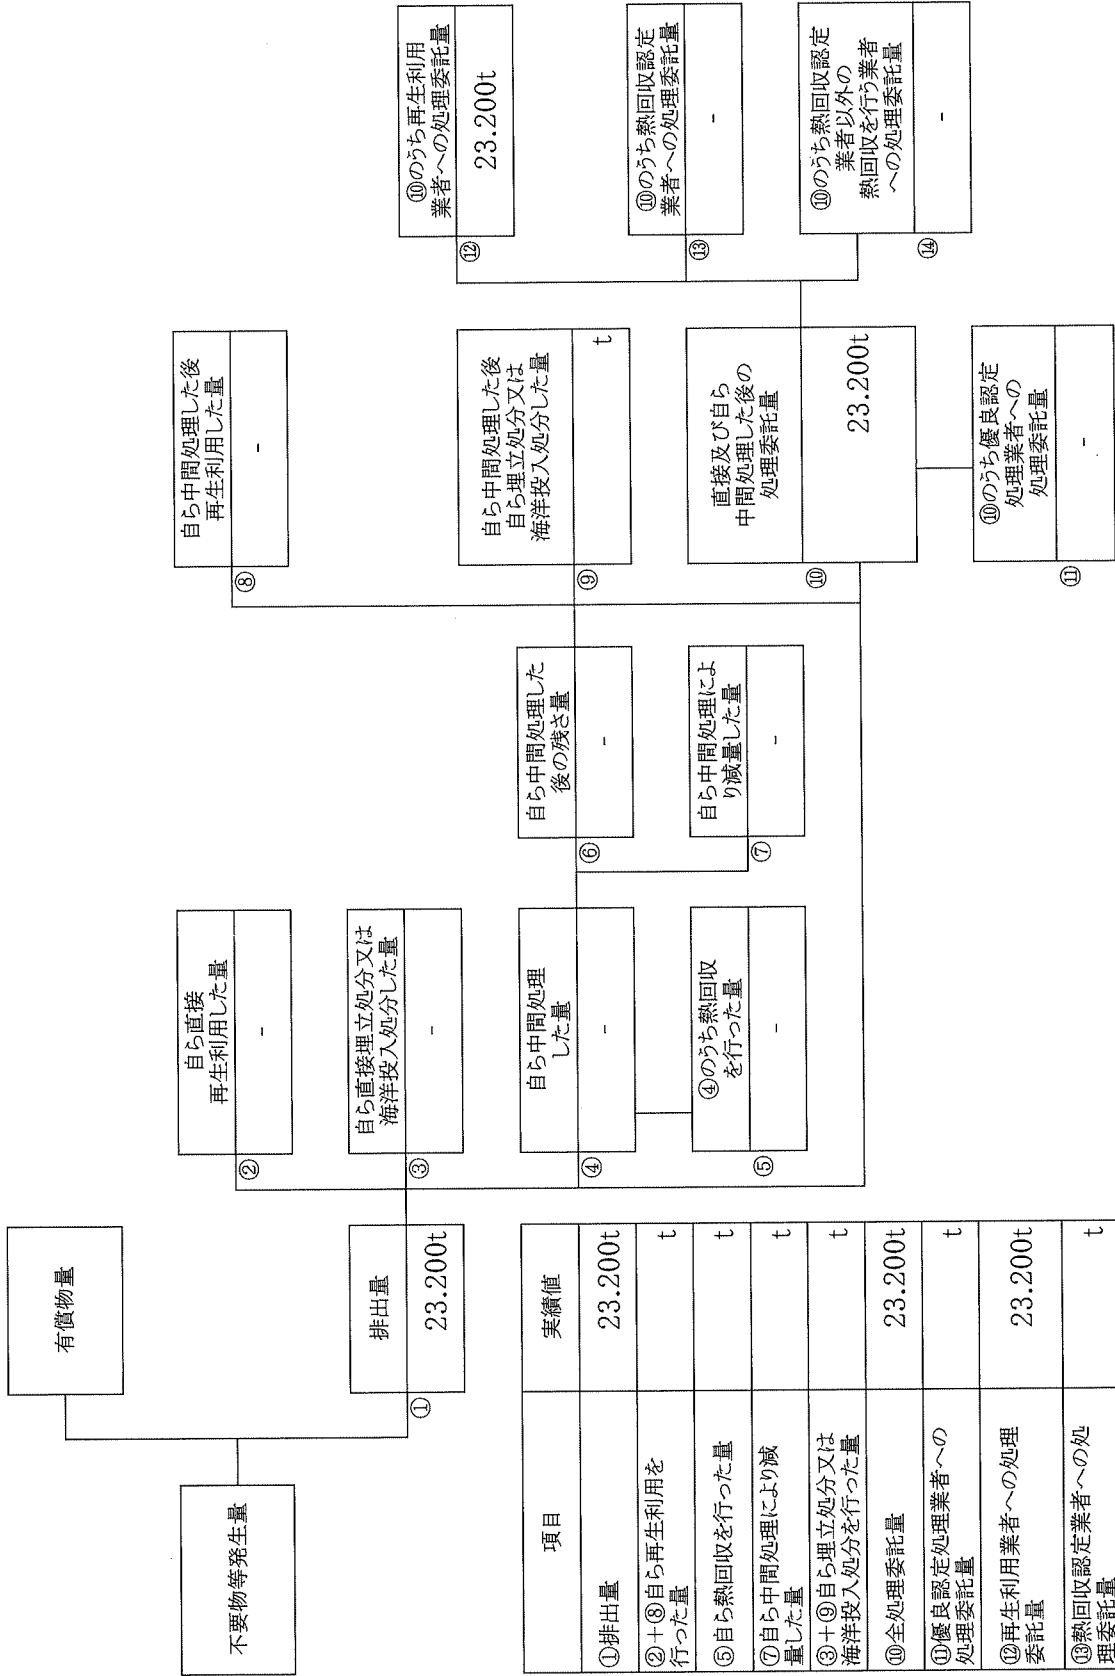 不要物等発生量
有償物量
排出量
①
23.200t
自ら直接
再生利用した量
②
-
自ら直接埋立処分又は
海洋投入処分した量
③
-
自ら中間処理
した量
④
-
④のうち熱回収
を行った量
⑤
-
自ら中間処理した
後の残さ量
⑥
-
自ら中間処理によ
り減量した量
⑦
-
自ら中間処理した後
再生利用した量
⑧
-
自ら中間処理した後
自ら埋立処分又は
海洋投入処分した量
⑨
t
直接及び自ら
中間処理した後の
処理委託量
⑩
23.200t
⑩のうち優良認定
処理業者への
処理委託量
⑪
-
⑩のうち再生利用
業者への処理委託量
⑫
23.200t
⑩のうち熱回収認定
業者への処理委託量
⑬
-
⑩のうち熱回収認定
業者以外の
熱回収を行う業者
への処理委託量
⑭
-
項目 実績値
①排出量 23.200t
②+⑧自ら再生利用を
行った量 t
⑤自ら熱回収を行った量 t
⑦自ら中間処理により減
量した量 t
③+⑨自ら埋立処分又は
海洋投入処分を行った量 t
⑩全処理委託量 23.200t
⑪優良認定処理業者への
処理委託量 t
⑫再生利用業者への処理
委託量 23.200t
⑬熱回収認定業者への処
理委託量 t